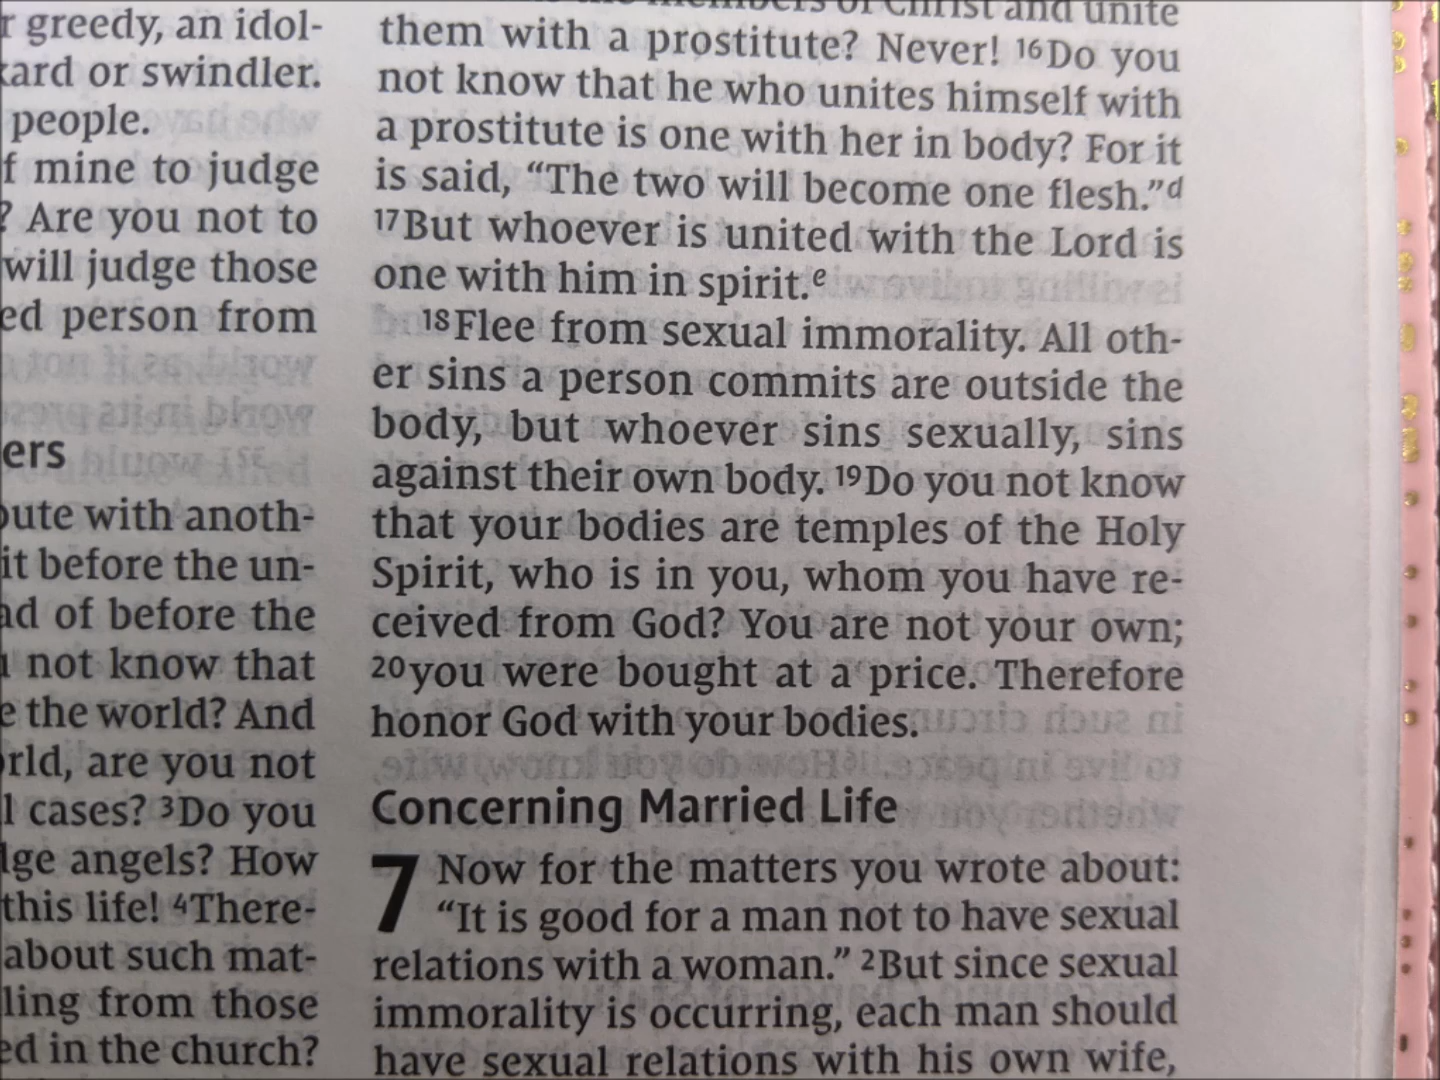 greedy, an idol-
or swindler.
people.
mine to judge
? Are you not to
will judge those
person from
with anoth-
it before the un-
of before the
not know that
the world? And
are you not
cases? 3Do you
angels? How
this life! 4There-
about such mat-
from those
in the church?
of Christ and unite
them with a prostitute? Never! 16Do you
not know that he who unites himself with
a prostitute is one with her in body? For it
is said, “The two will become one flesh.”d
17But whoever is united with the Lord is
one with him in spirit.e
18Flee from sexual immorality. All oth-
er sins a person commits are outside the
body, but whoever sins sexually, sins
against their own body. 19Do you not know
that your bodies are temples of the Holy
Spirit, who is in you, whom you have re-
ceived from God? You are not your own;
20you were bought at a price. Therefore
honor God with your bodies.
Concerning Married Life
7 Now for the matters you wrote about:
“It is good for a man not to have sexual
relations with a woman.” 2But since sexual
immorality is occurring, each man should
have sexual relations with his own wife,